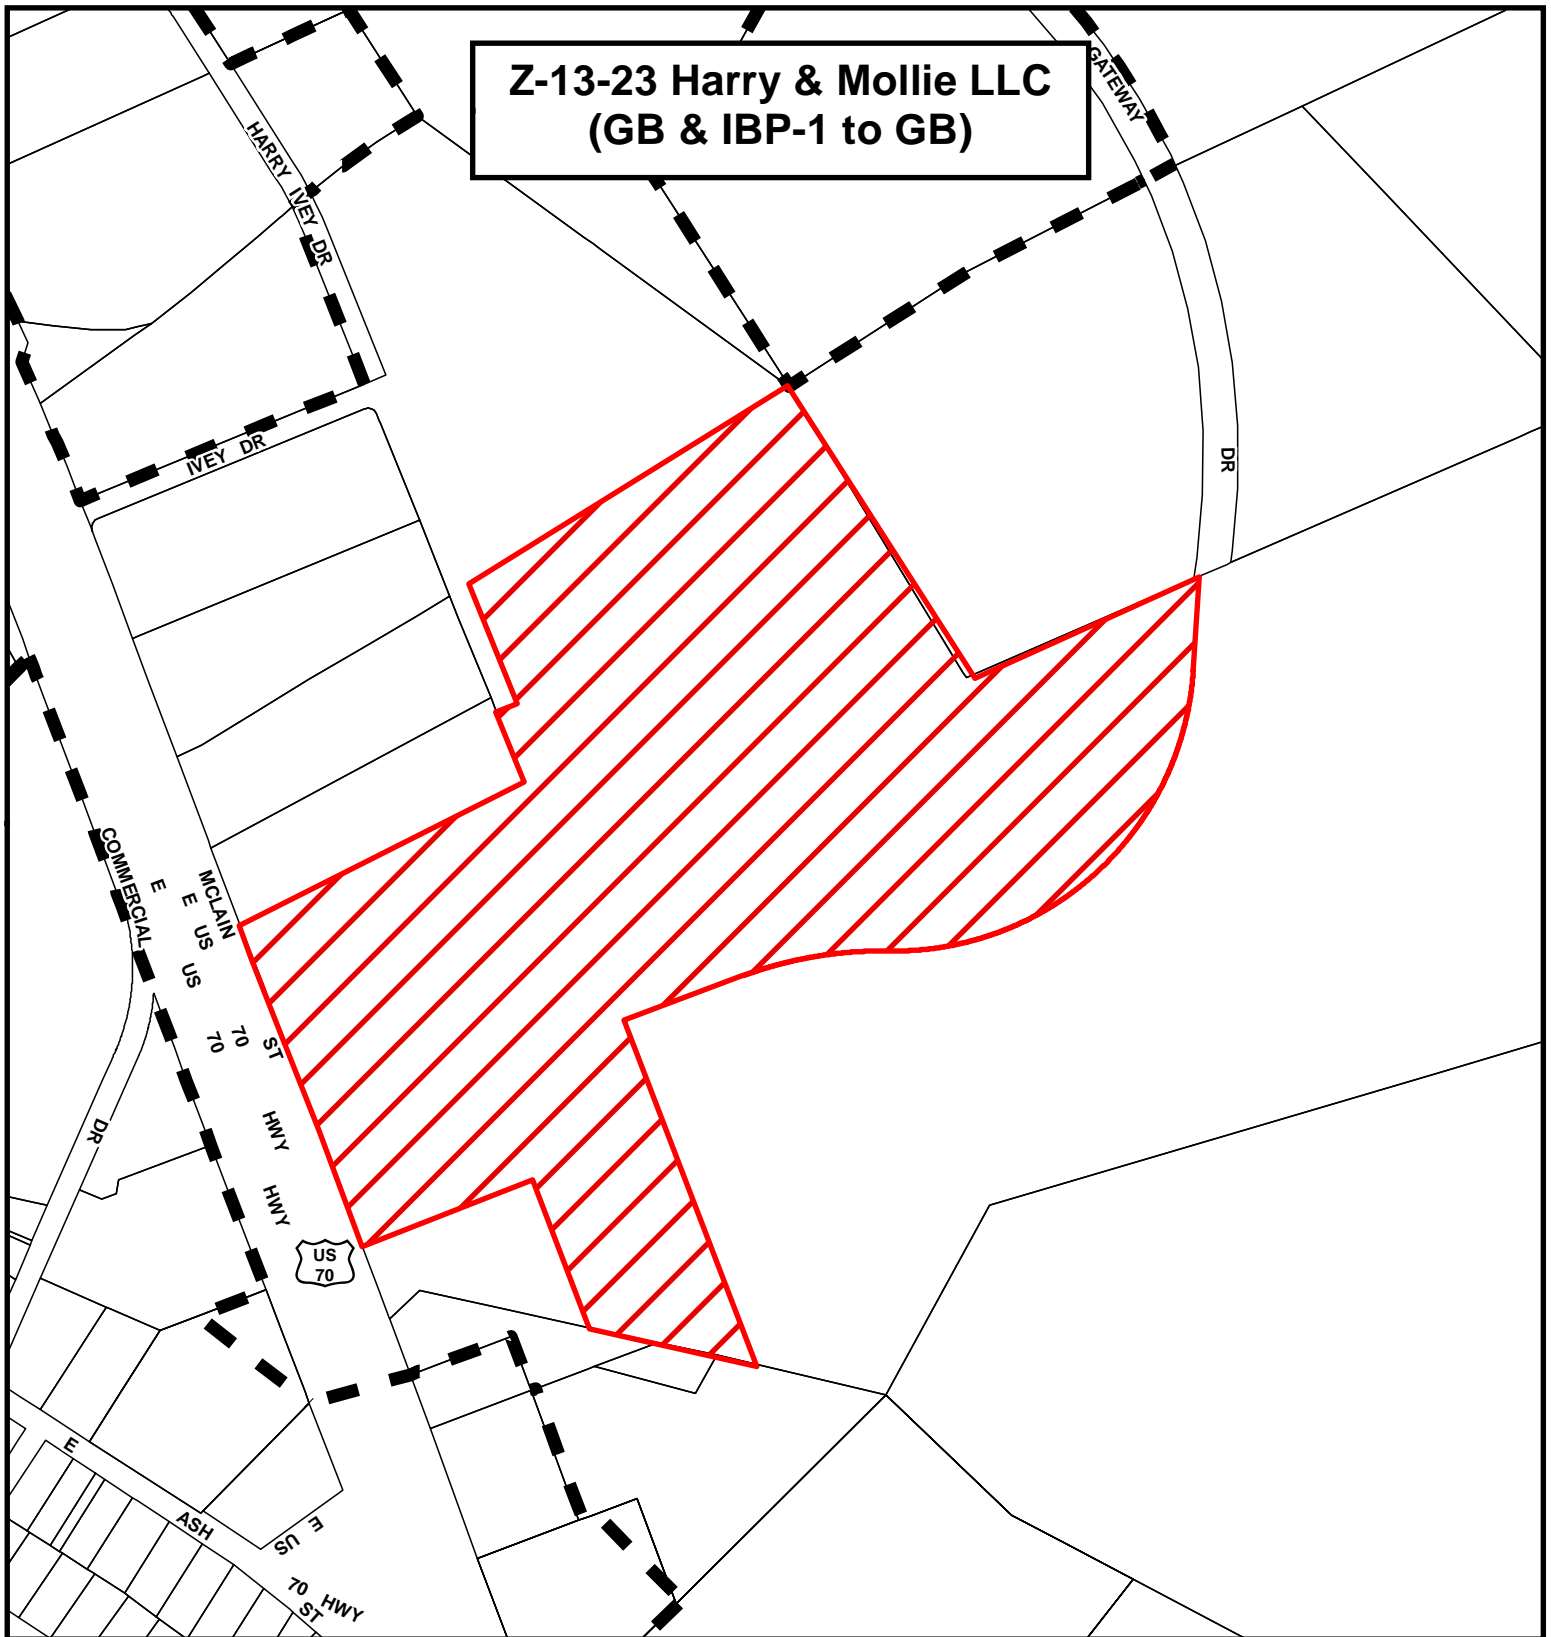 Z-13-23 Harry & Mollie LLC
(GB & IBP-1 to GB)
GATEWAY
DR
HARRY IVEY DR
IVEY DR
COMMERCIAL
DR
MCLAIN
ST
E US 70 HWY
E US 70 HWY
US
70
E ASH
ST
E US
70 HWY